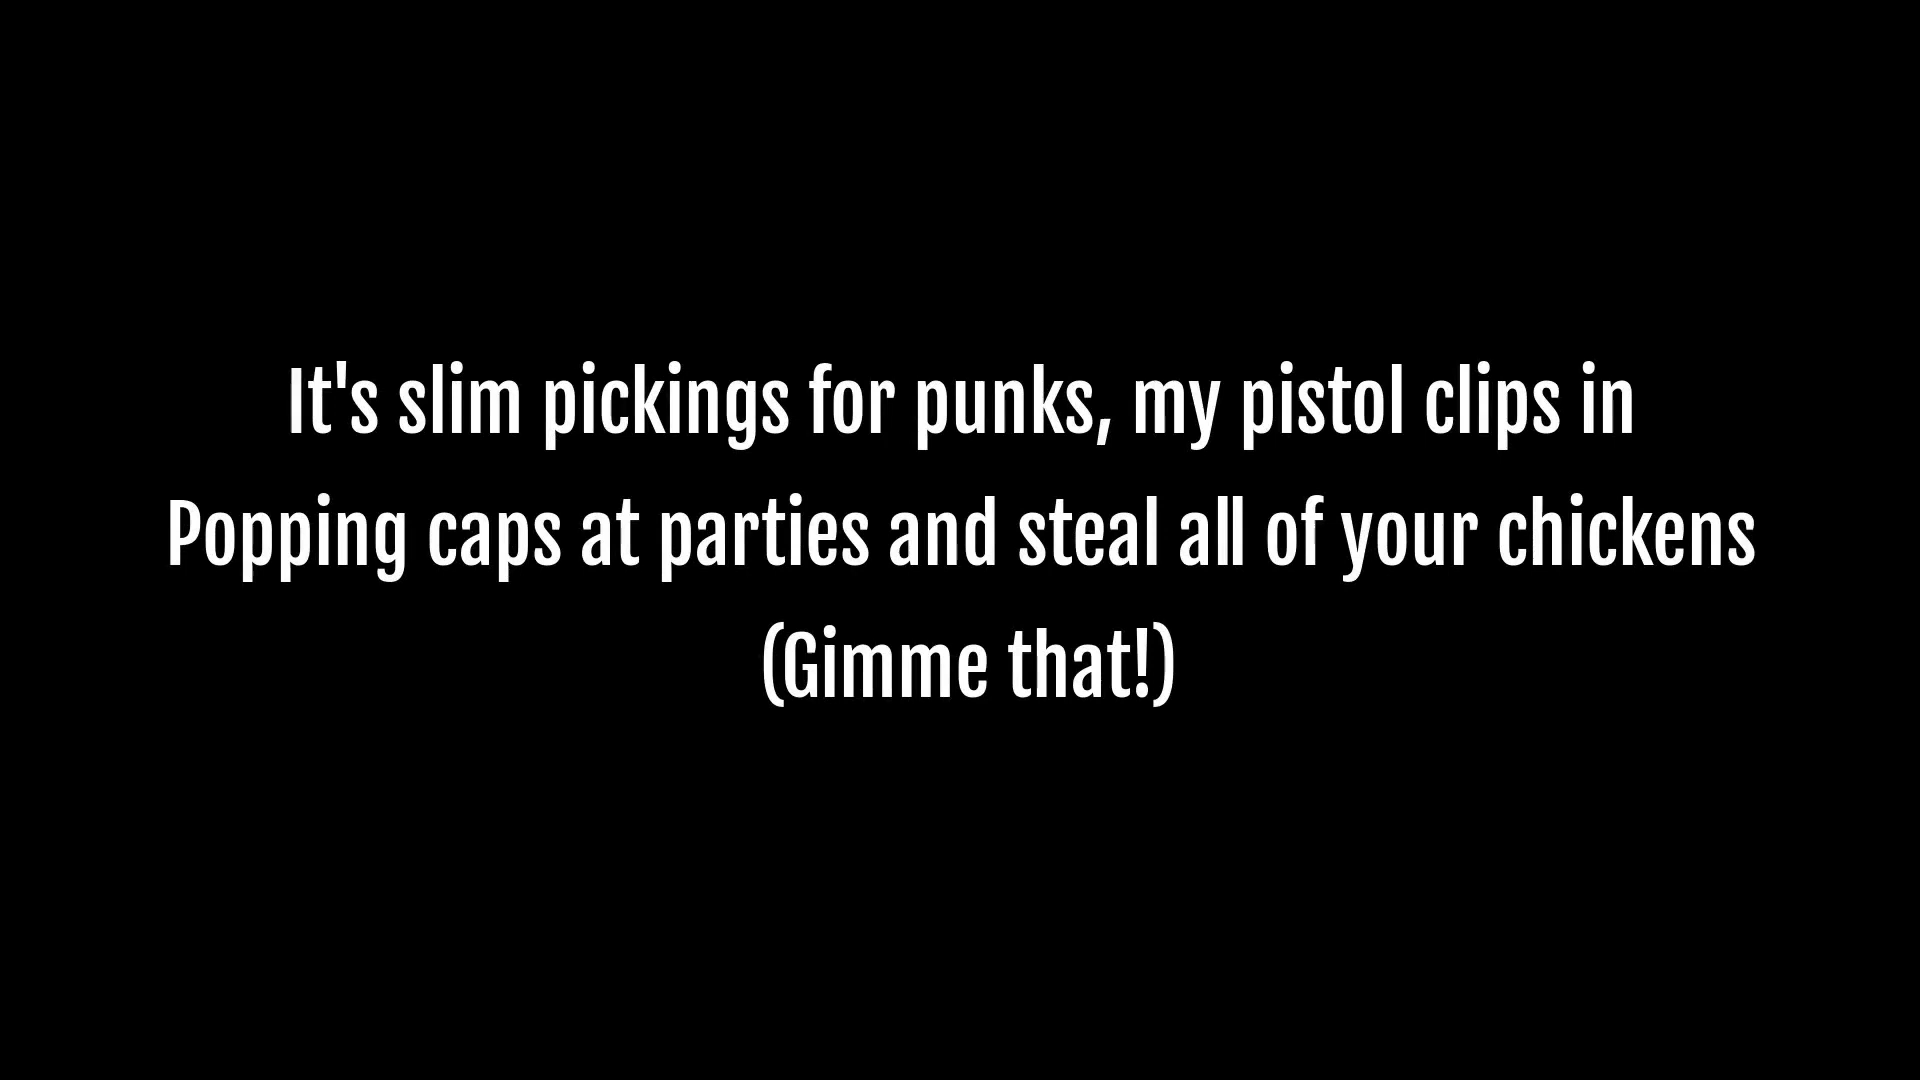 It's slim pickings for punks, my pistol clips in
Popping caps at parties and steal all of your chickens
(Gimme that!)